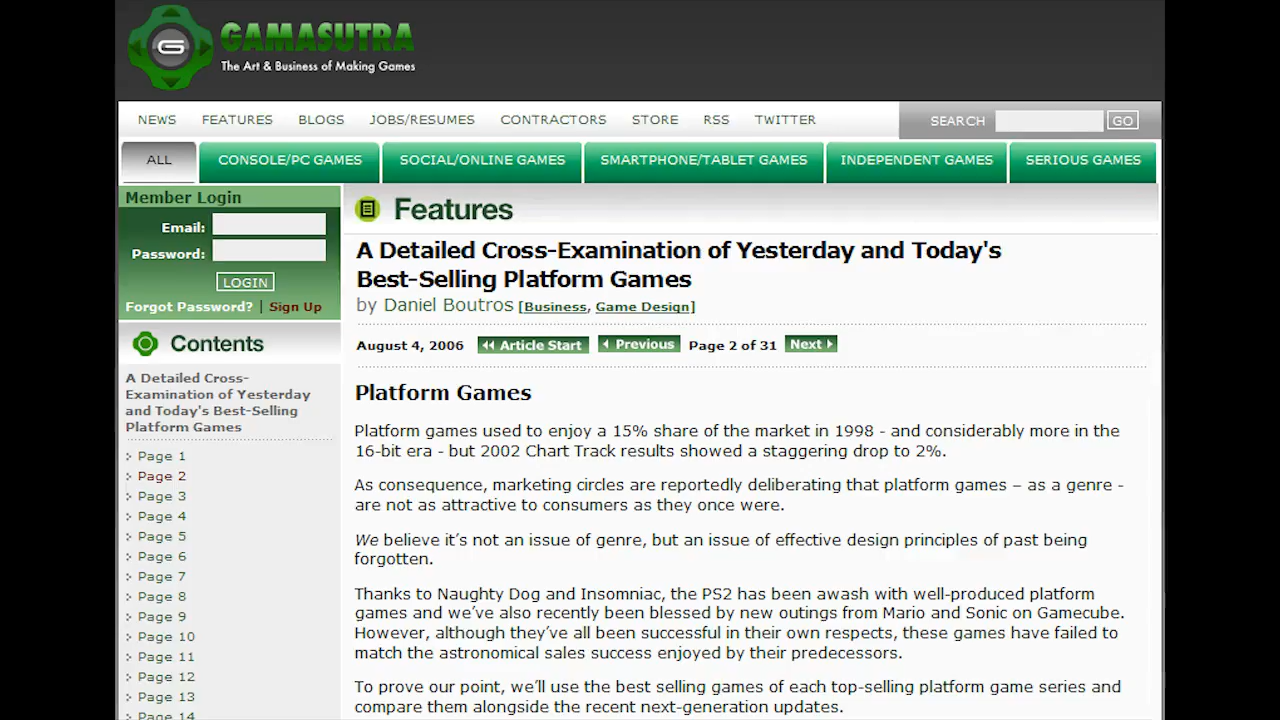 GAMASUTRA
The Art & Business of Making Games
NEWS FEATURES BLOGS JOBS/RESUMES CONTRACTORS STORE RSS TWITTER SEARCH GO
ALL CONSOLE/PC GAMES SOCIAL/ONLINE GAMES SMARTPHONE/TABLET GAMES INDEPENDENT GAMES SERIOUS GAMES
Member Login
Email:
Password:
LOGIN
Forgot Password? | Sign Up
Contents
A Detailed Cross-
Examination of Yesterday
and Today's Best-Selling
Platform Games
Page 1
Page 2
Page 3
Page 4
Page 5
Page 6
Page 7
Page 8
Page 9
Page 10
Page 11
Page 12
Page 13
Page 14
Features
A Detailed Cross-Examination of Yesterday and Today's
Best-Selling Platform Games
by Daniel Boutros [Business, Game Design]
August 4, 2006 Article Start Previous Page 2 of 31 Next
Platform Games
Platform games used to enjoy a 15% share of the market in 1998 - and considerably more in the
16-bit era - but 2002 Chart Track results showed a staggering drop to 2%.
As consequence, marketing circles are reportedly deliberating that platform games – as a genre -
are not as attractive to consumers as they once were.
We believe it’s not an issue of genre, but an issue of effective design principles of past being
forgotten.
Thanks to Naughty Dog and Insomniac, the PS2 has been awash with well-produced platform
games and we’ve also recently been blessed by new outings from Mario and Sonic on Gamecube.
However, although they’ve all been successful in their own respects, these games have failed to
match the astronomical sales success enjoyed by their predecessors.
To prove our point, we’ll use the best selling games of each top-selling platform game series and
compare them alongside the recent next-generation updates.